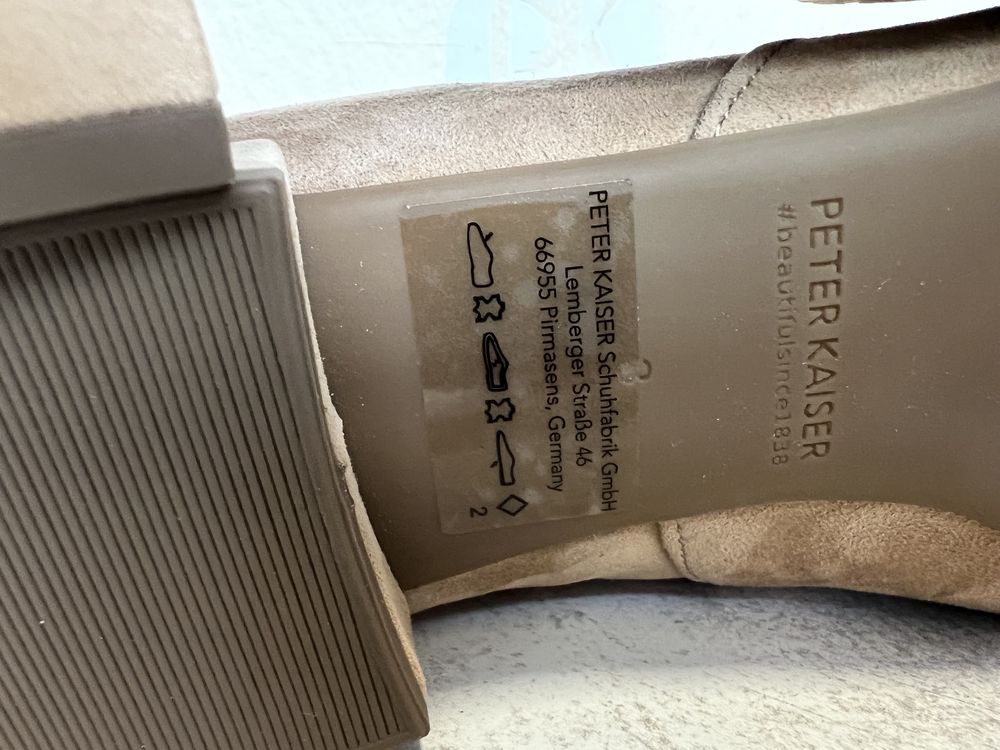 PETER KAISER
#beautifulsince1838
PETER KAISER Schuhfabrik GmbH
Lemberger Straße 46
66955 Pirmasens, Germany
2